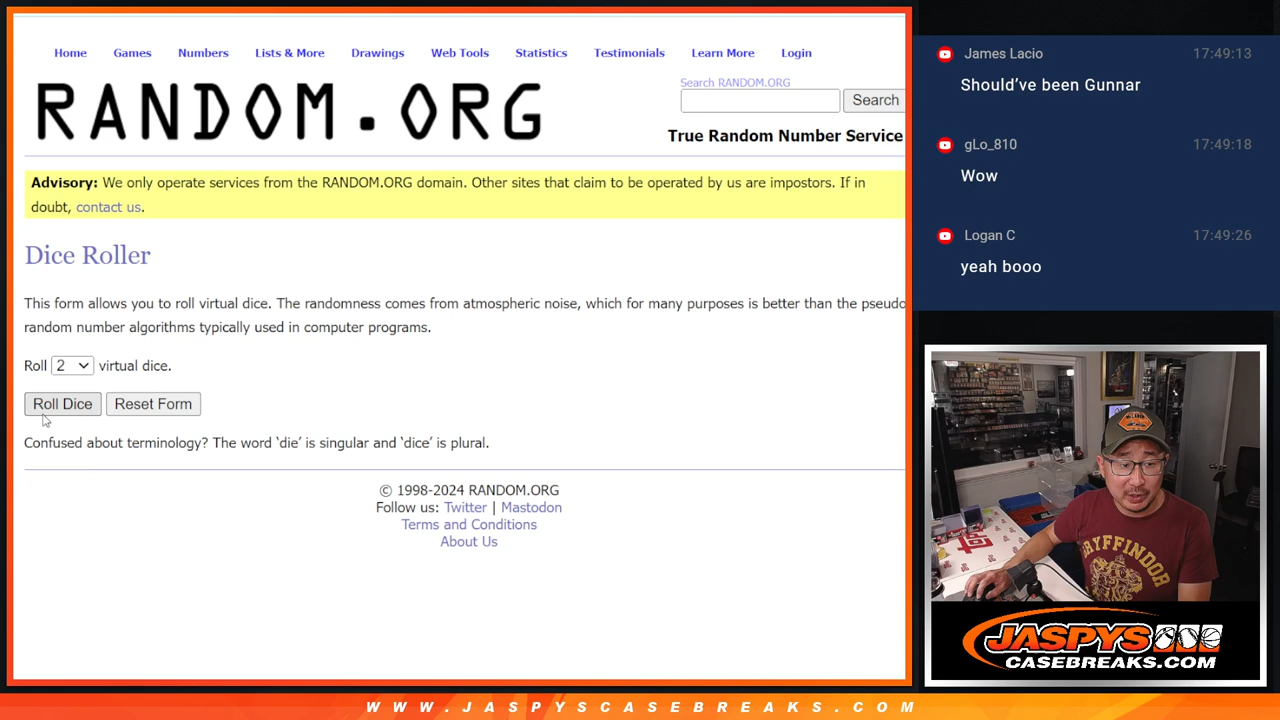 Home Games Numbers Lists & More Drawings Web Tools Statistics Testimonials Learn More Login
RANDOM.ORG
Search RANDOM.ORG
Search
True Random Number Service
Advisory: We only operate services from the RANDOM.ORG domain. Other sites that claim to be operated by us are impostors. If in
doubt, contact us.
Dice Roller
This form allows you to roll virtual dice. The randomness comes from atmospheric noise, which for many purposes is better than the pseudo
random number algorithms typically used in computer programs.
Roll 2 virtual dice.
Roll Dice Reset Form
Confused about terminology? The word ‘die’ is singular and ‘dice’ is plural.
© 1998-2024 RANDOM.ORG
Follow us: Twitter | Mastodon
Terms and Conditions
About Us
James Lacio 17:49:13
Should’ve been Gunnar
gLo_810 17:49:18
Wow
Logan C 17:49:26
yeah booo
GRYFFINDOR
JASPYS
CASEBREAKS.COM
WWW.JASPYSCASEBREAKS.COM